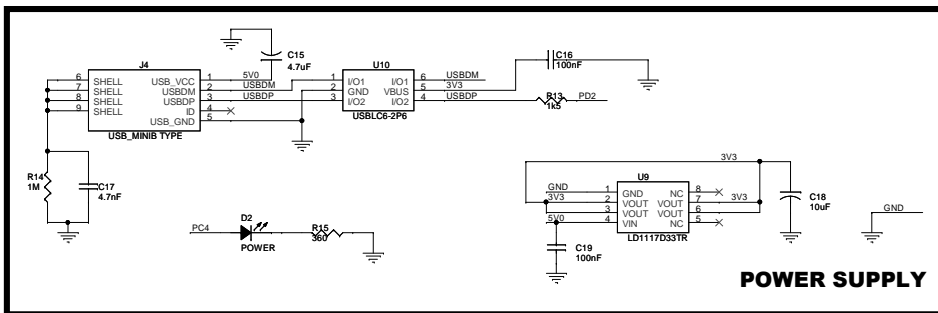 J4
6 SHELL USB_VCC 1 5V0
7 SHELL USBDM 2 USBDM
8 SHELL USBDP 3 USBDP
9 SHELL ID 4
USB_GND 5
USB_MINIB TYPE
C15
4.7uF
U10
1 I/O1 I/O1 6 USBDM
2 GND VBUS 5 3V3
3 I/O2 I/O2 4 USBDP
USBLC6-2P6
C16
100nF
R13
1k5
PD2
R14
1M
C17
4.7nF
PC4
D2
POWER
R15
360
3V3
U9
GND 1 GND NC 8
3V3 2 VOUT VOUT 7 3V3
3 VOUT VOUT 6
5V0 4 VIN NC 5
LD1117D33TR
C19
100nF
C18
10uF
GND
POWER SUPPLY